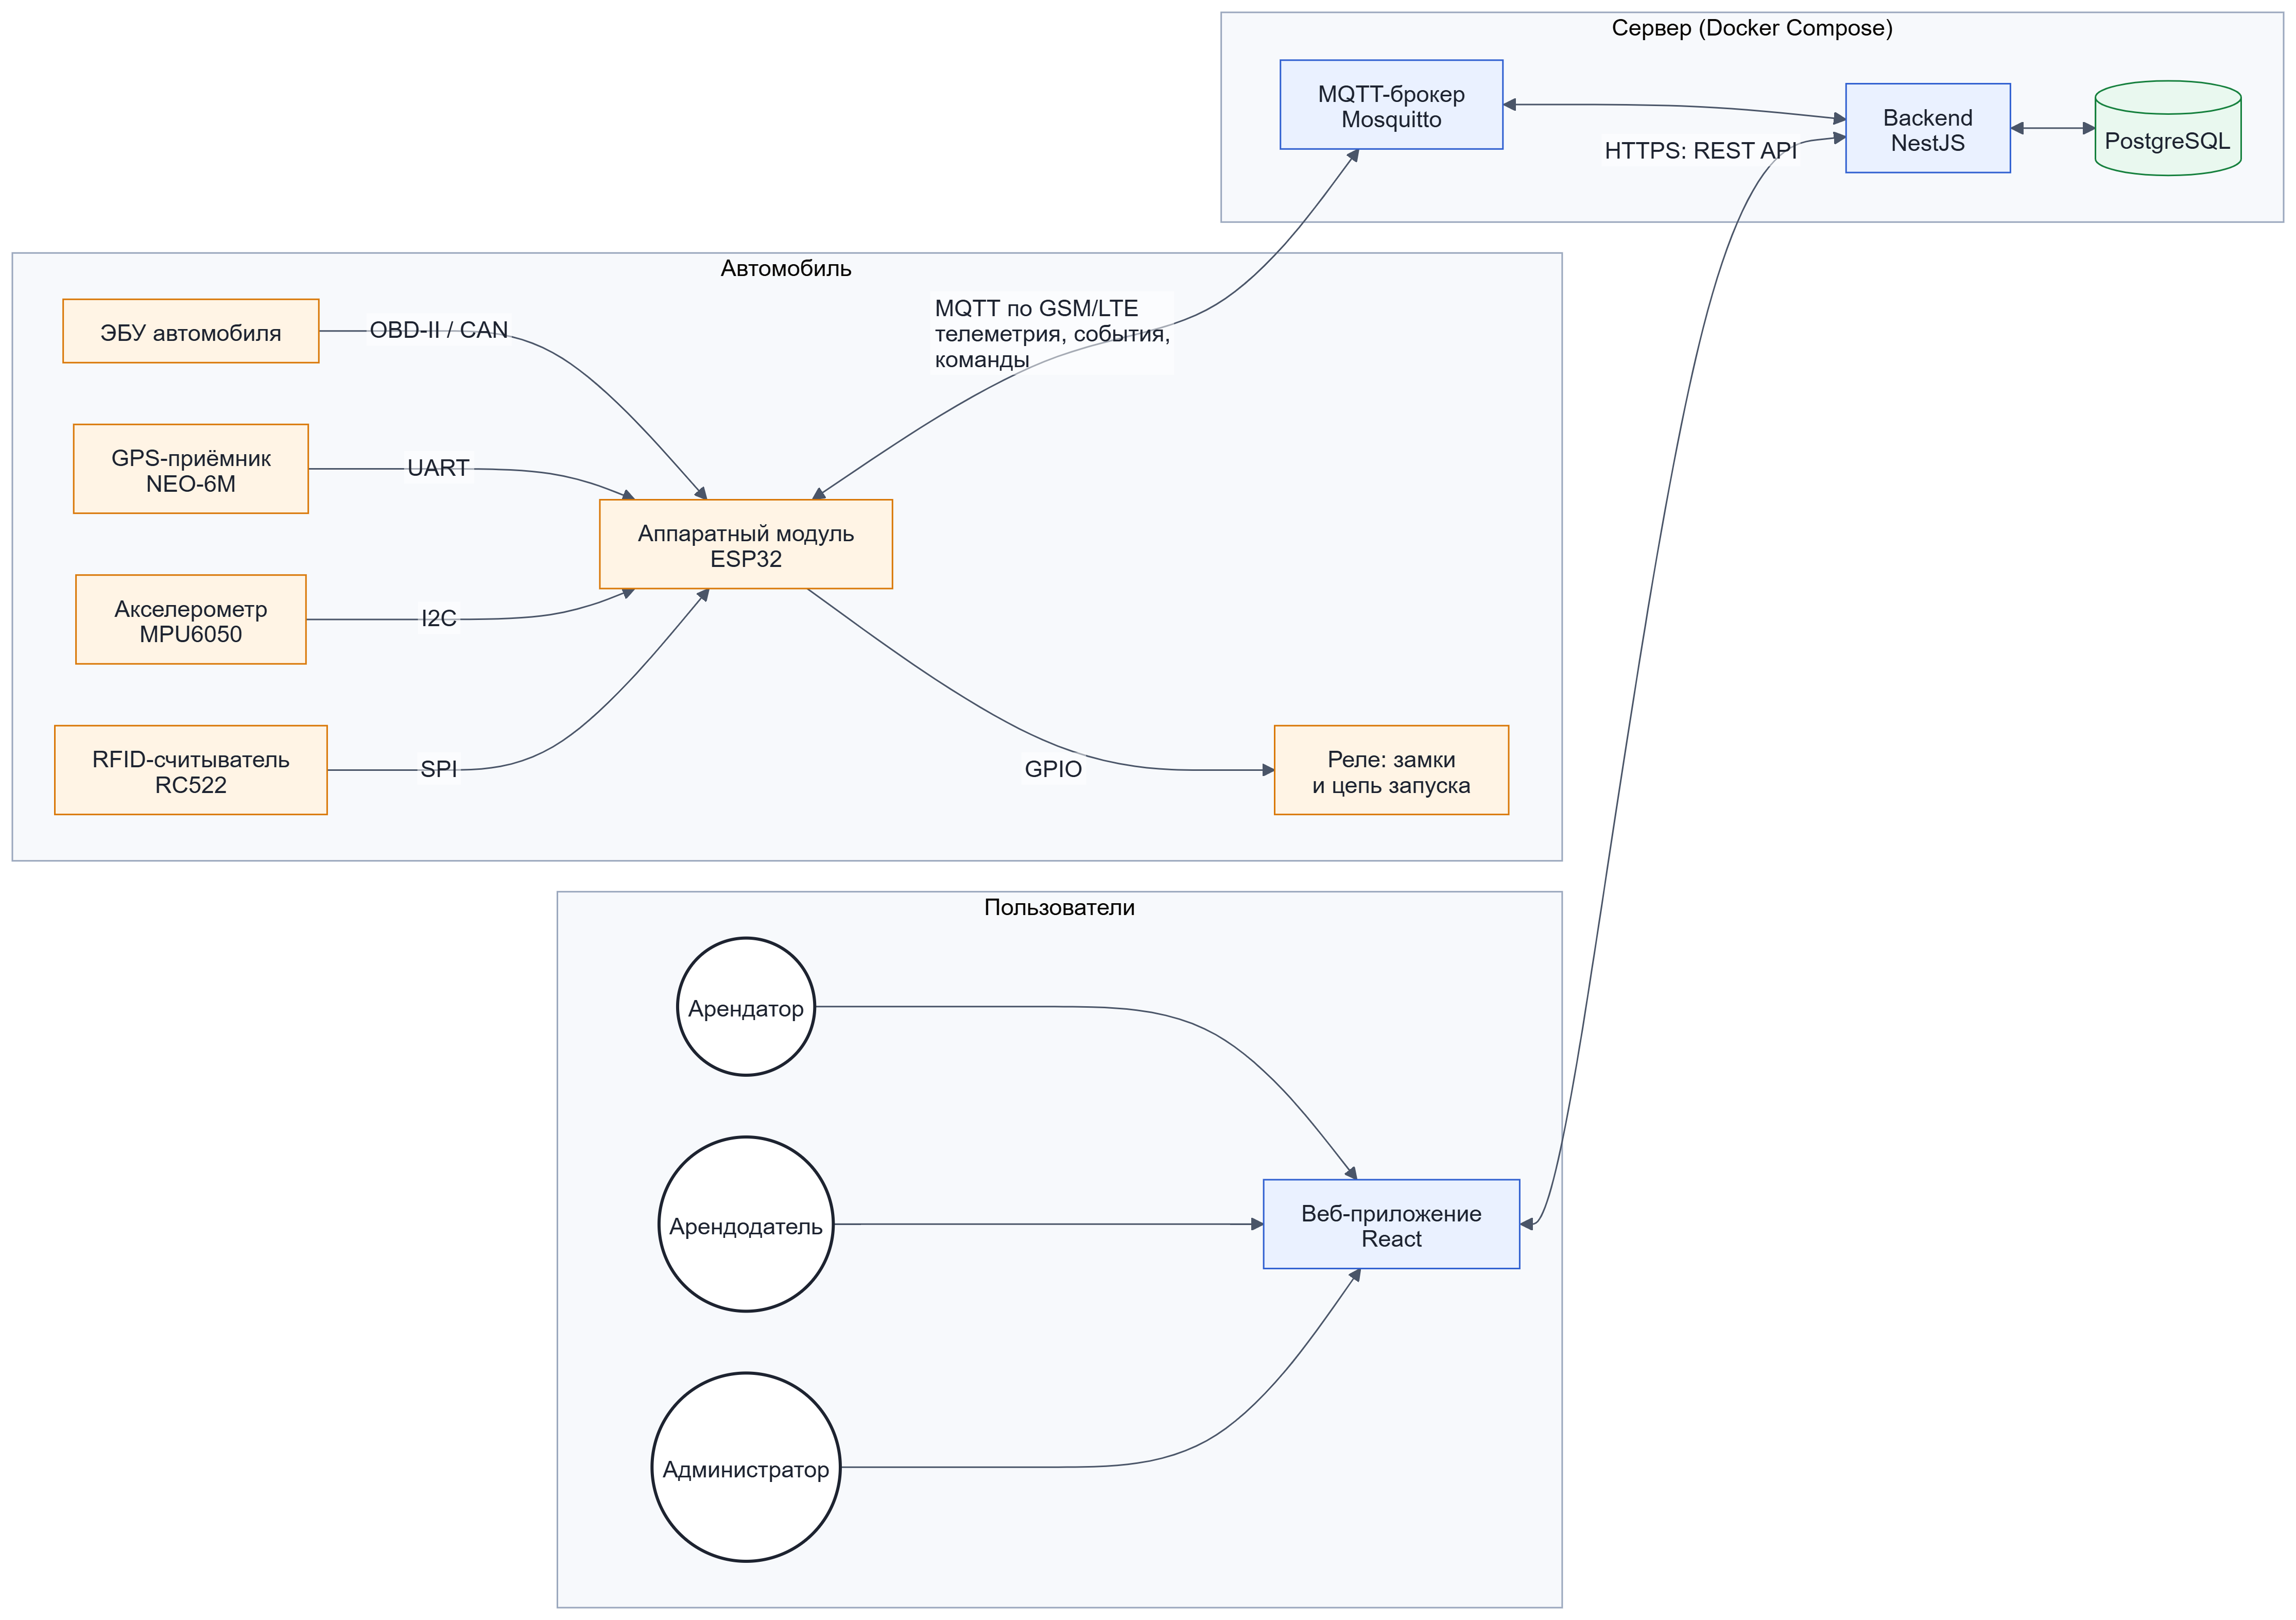 Сервер (Docker Compose)
MQTT-брокер
Mosquitto
HTTPS: REST API
Backend
NestJS
PostgreSQL
Автомобиль
ЭБУ автомобиля
OBD-II / CAN
MQTT по GSM/LTE
телеметрия, события,
команды
GPS-приёмник
NEO-6M
UART
Аппаратный модуль
ESP32
Акселерометр
MPU6050
I2C
RFID-считыватель
RC522
SPI
GPIO
Реле: замки
и цепь запуска
Пользователи
Арендатор
Арендодатель
Веб-приложение
React
Администратор